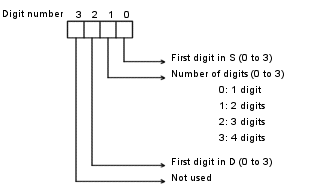 Digit number 3 2 1 0
First digit in S (0 to 3)
Number of digits (0 to 3)
0: 1 digit
1: 2 digits
2: 3 digits
3: 4 digits
First digit in D (0 to 3)
Not used